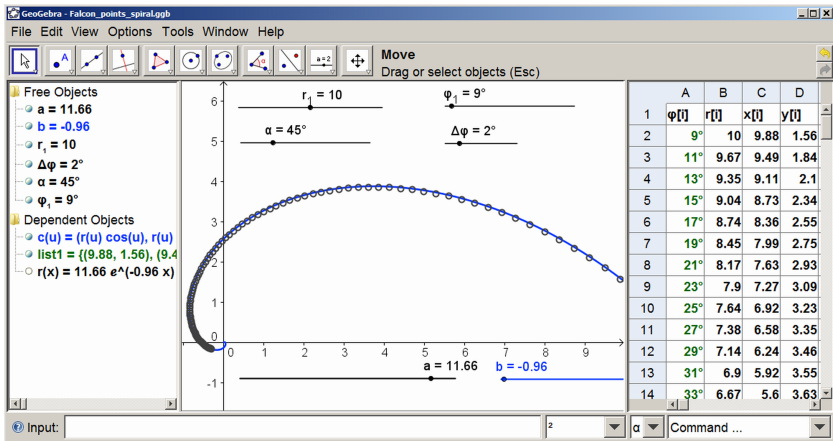 GeoGebra - Falcon_points_spiral.ggb
File Edit View Options Tools Window Help
A
α
a=2
Move
Drag or select objects (Esc)
Free Objects
a = 11.66
b = -0.96
r₁ = 10
Δφ = 2°
α = 45°
φ₁ = 9°
Dependent Objects
c(u) = (r(u) cos(u), r(u)
list1 = {(9.88, 1.56), (9.4
r(x) = 11.66 e^(-0.96 x)
r₁ = 10
φ₁ = 9°
α = 45°
Δφ = 2°
6
5
4
3
2
1
0
-1
0 1 2 3 4 5 6 7 8 9
a = 11.66
b = -0.96
A B C D
1 φ[i] r[i] x[i] y[i]
2 9° 10 9.88 1.56
3 11° 9.67 9.49 1.84
4 13° 9.35 9.11 2.1
5 15° 9.04 8.73 2.34
6 17° 8.74 8.36 2.55
7 19° 8.45 7.99 2.75
8 21° 8.17 7.63 2.93
9 23° 7.9 7.27 3.09
10 25° 7.64 6.92 3.23
11 27° 7.38 6.58 3.35
12 29° 7.14 6.24 3.46
13 31° 6.9 5.92 3.55
14 33° 6.67 5.6 3.63
Input:
²
α
Command ...